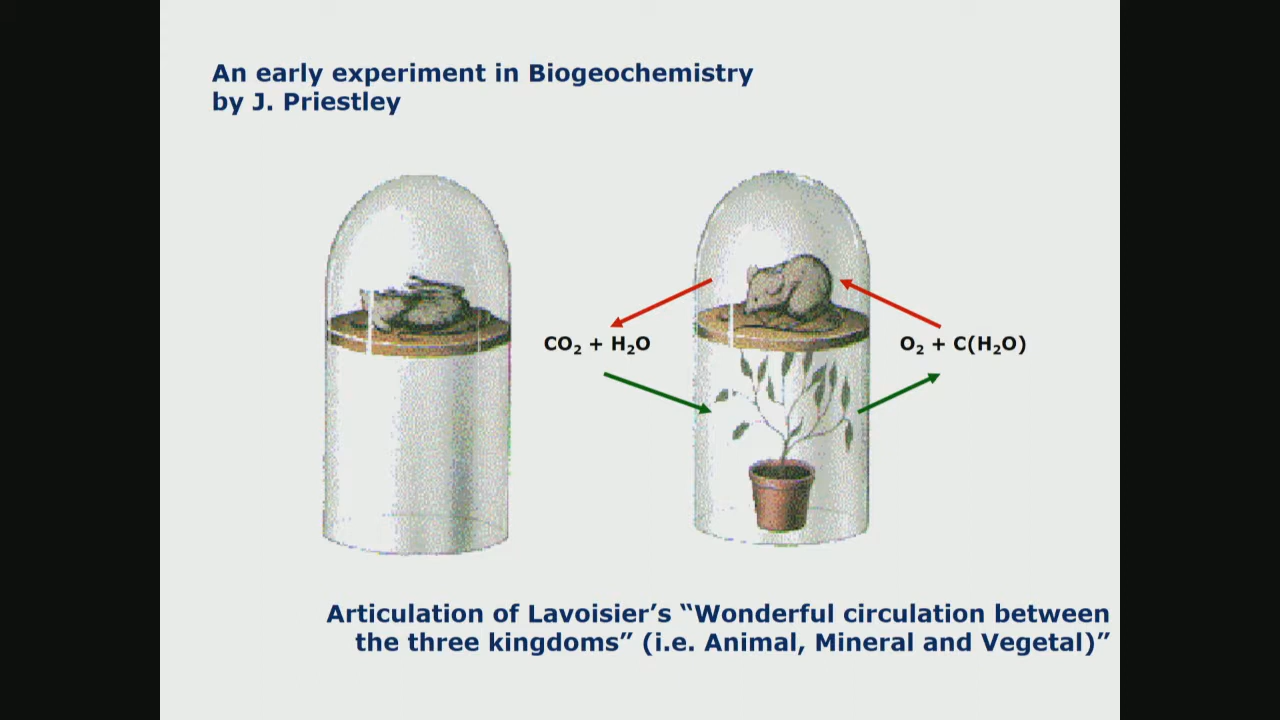 An early experiment in Biogeochemistry
by J. Priestley
CO₂ + H₂O
O₂ + C(H₂O)
Articulation of Lavoisier’s “Wonderful circulation between
the three kingdoms” (i.e. Animal, Mineral and Vegetal)”